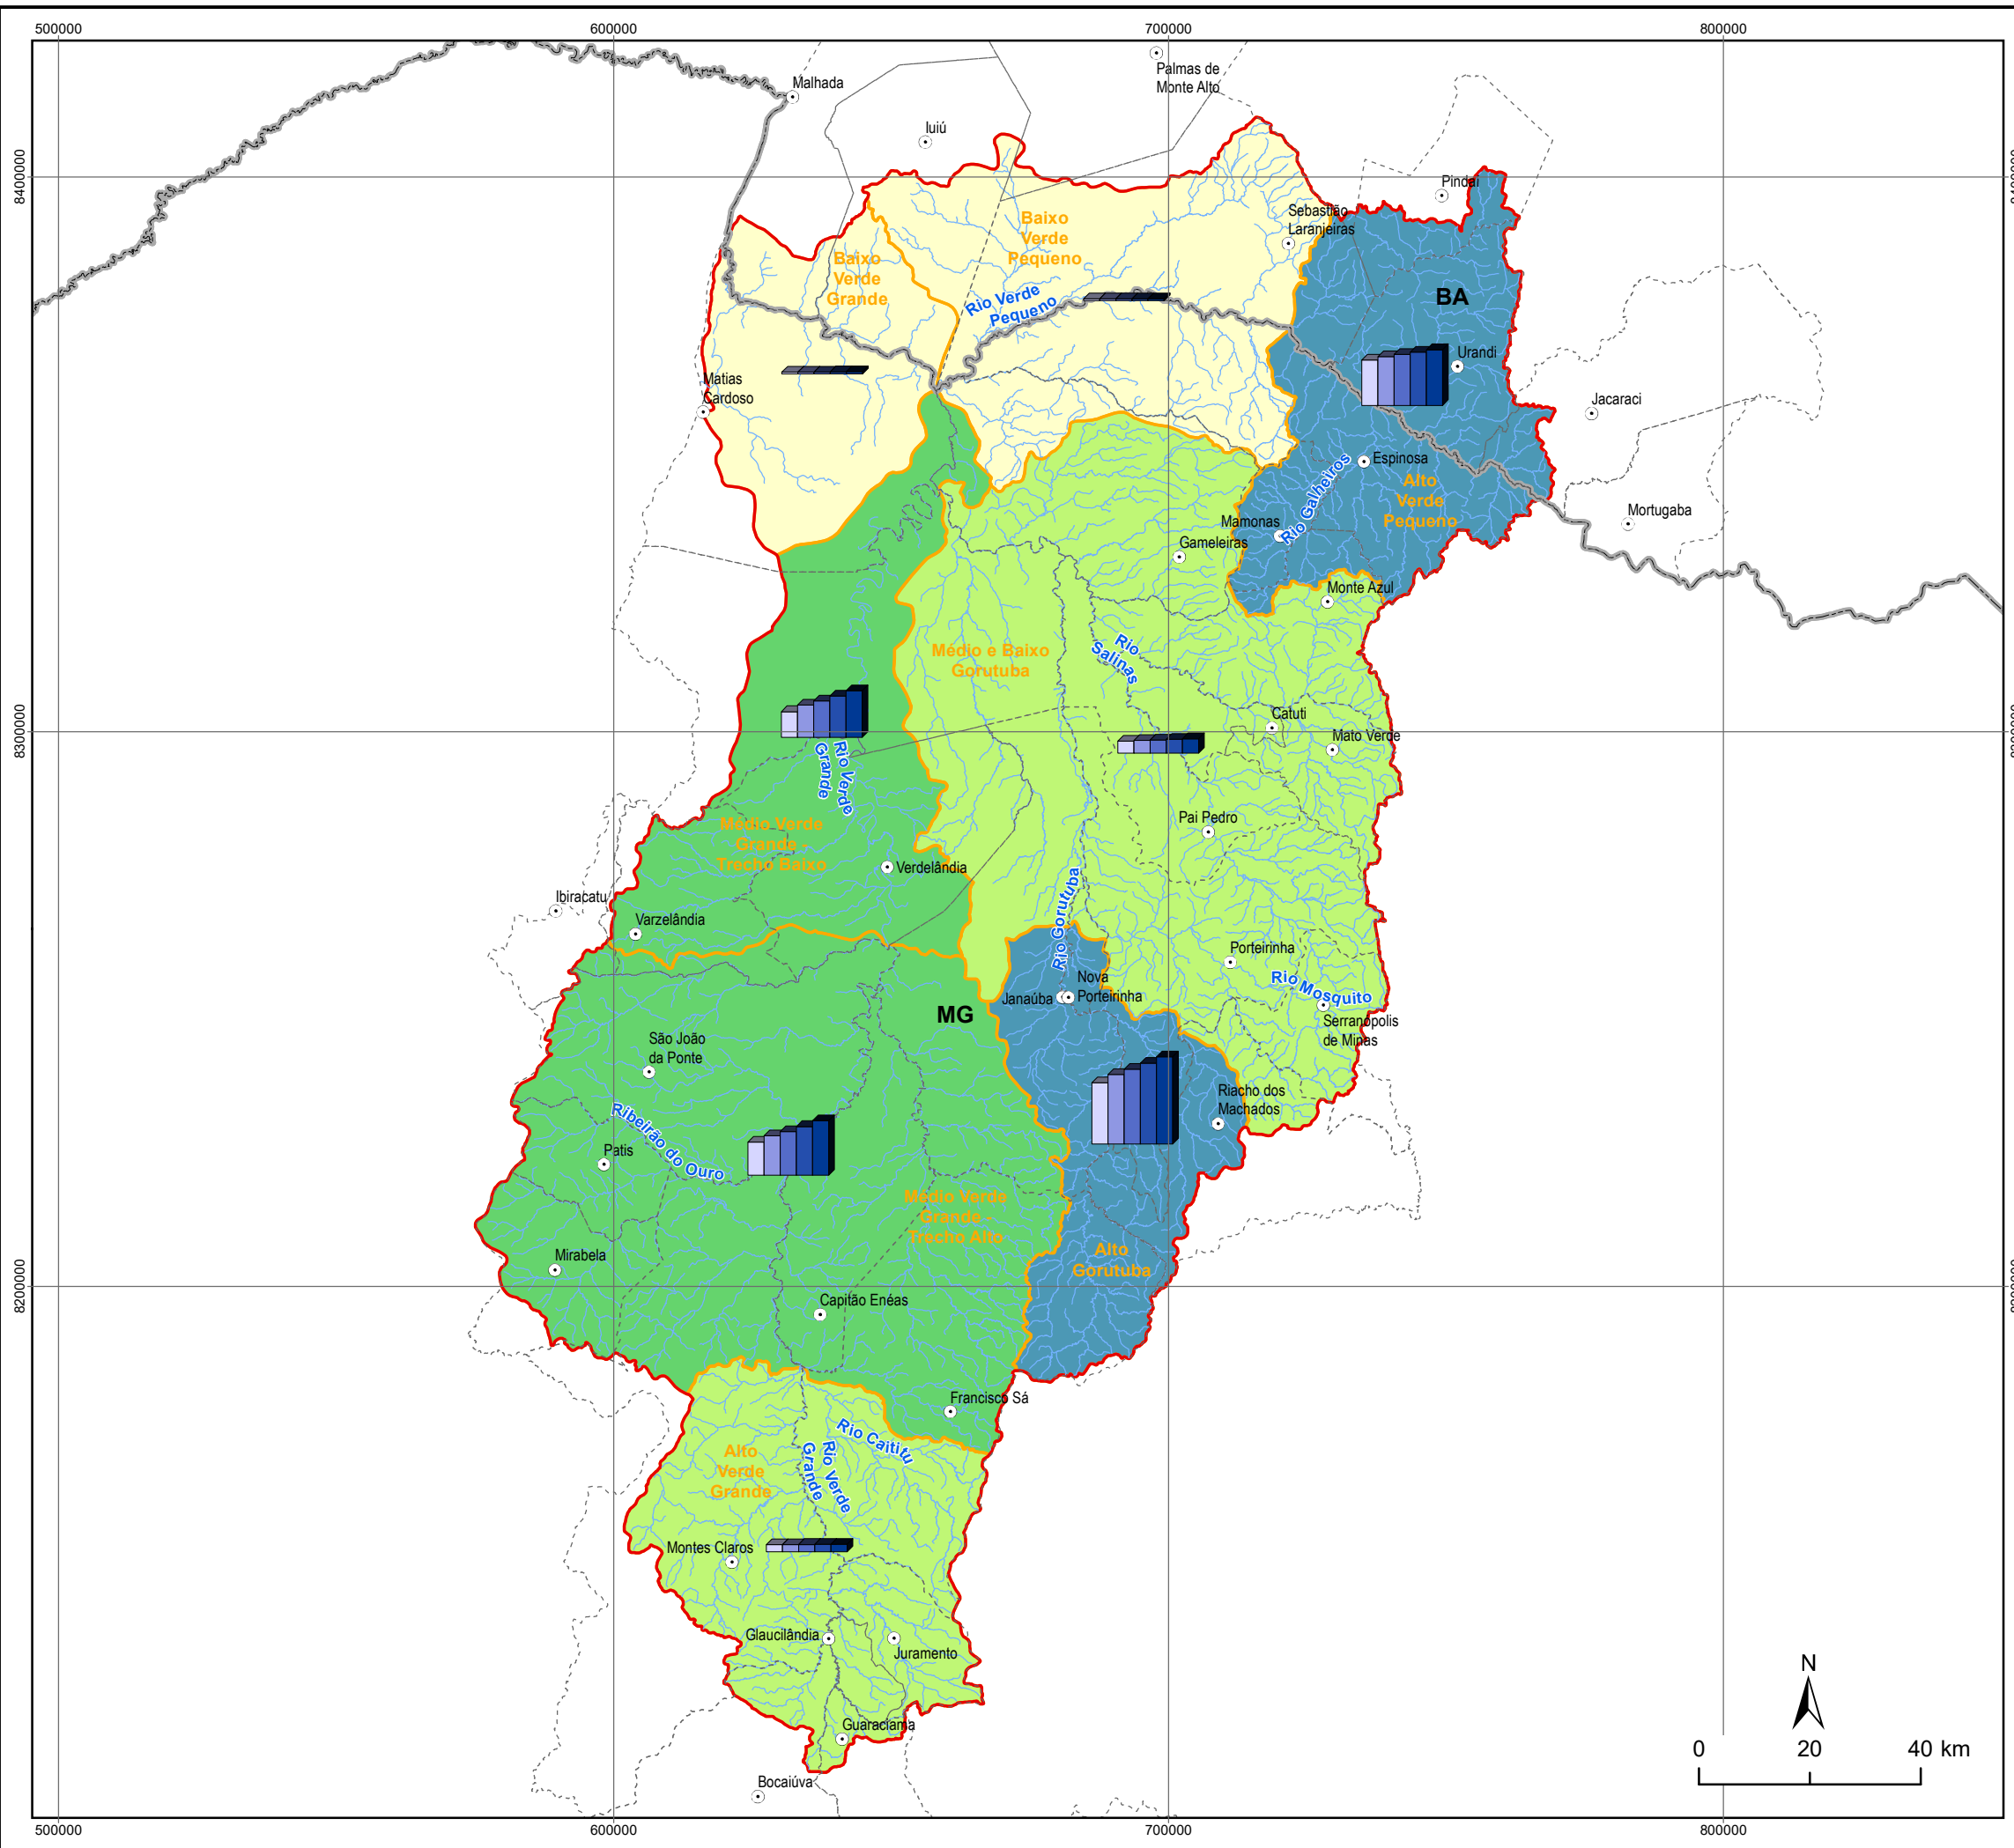 500000
600000
700000
800000
Malhada
Palmas de
Monte Alto
Iuiú
8400000
Pindaí
Sebastião
Laranjeiras
Baixo
Verde
Pequeno
Baixo
Verde
Grande
Rio Verde
Pequeno
BA
Urandi
Matias
Cardoso
Jacaraci
Espinosa
Rio Galheiros
Alto
Verde
Pequeno
Mortugaba
Mamonas
Gameleiras
Monte Azul
Médio e Baixo
Gorutuba
Rio
Salinas
8300000
Catuti
Mato Verde
Rio Verde
Grande
Pai Pedro
Médio Verde
Grande -
Trecho Baixo
Verdelândia
Ibiracatu
Varzelândia
Rio Gorutuba
Porteirinha
Rio Mosquito
Janaúba
Nova
Porteirinha
MG
Serranópolis
de Minas
São João
da Ponte
Riacho dos
Machados
Ribeirão do Ouro
Patis
Médio Verde
Grande -
Trecho Alto
Mirabela
Alto
Gorutuba
8200000
Capitão Enéas
Francisco Sá
Rio Caititu
Alto
Verde
Grande
Rio Verde
Grande
Montes Claros
Glaucilândia
Juramento
Guaraciama
Bocaiúva
N
0 20 40 km
500000
600000
700000
800000